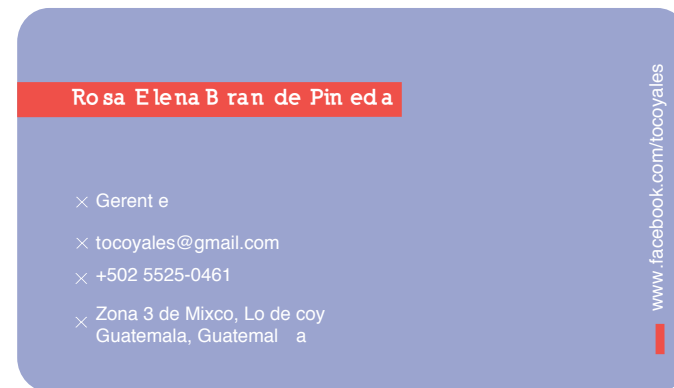 Rosa Elena Bran de Pineda
Gerente
tocoyales@gmail.com
+502 5525-0461
Zona 3 de Mixco, Lo de coy
Guatemala, Guatemala
www.facebook.com/tocoyales